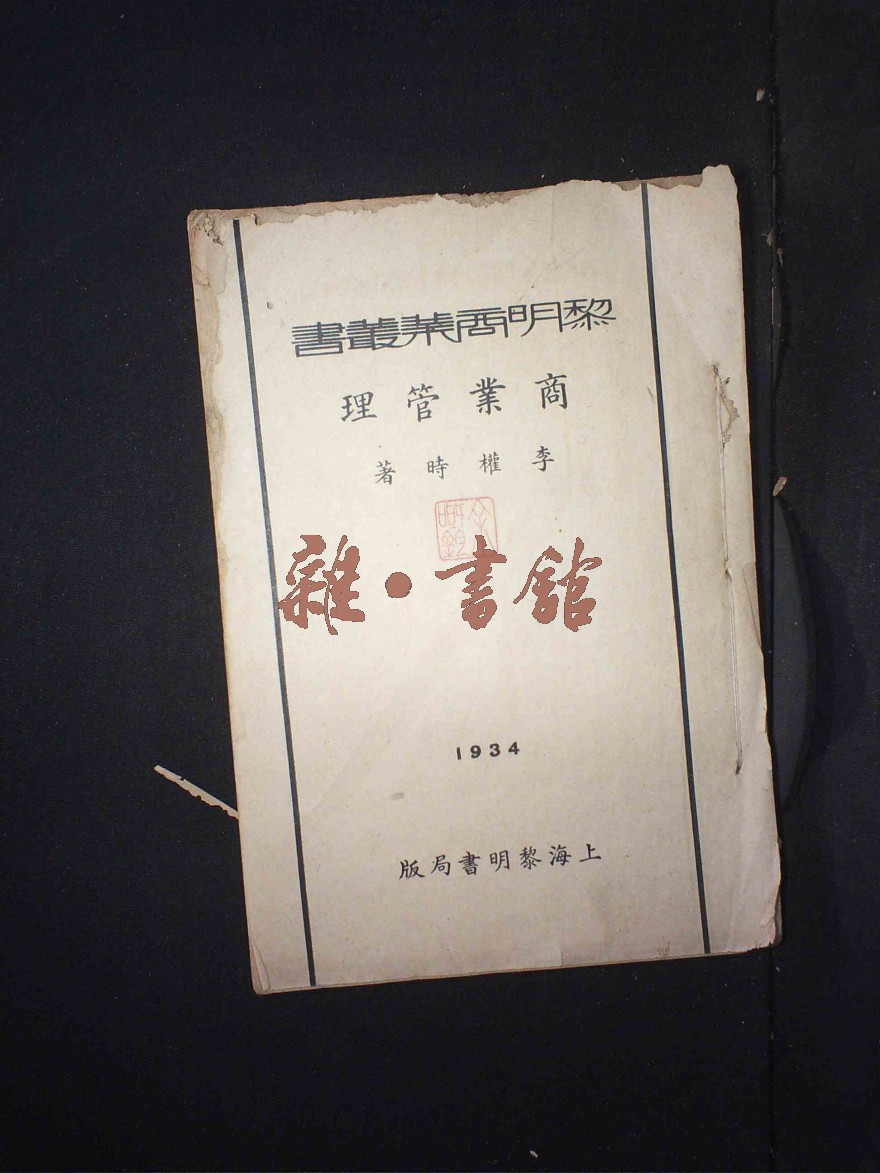 黎明商業叢書
商業管理
李權時著
雜·書館
1934
上海黎明書局版